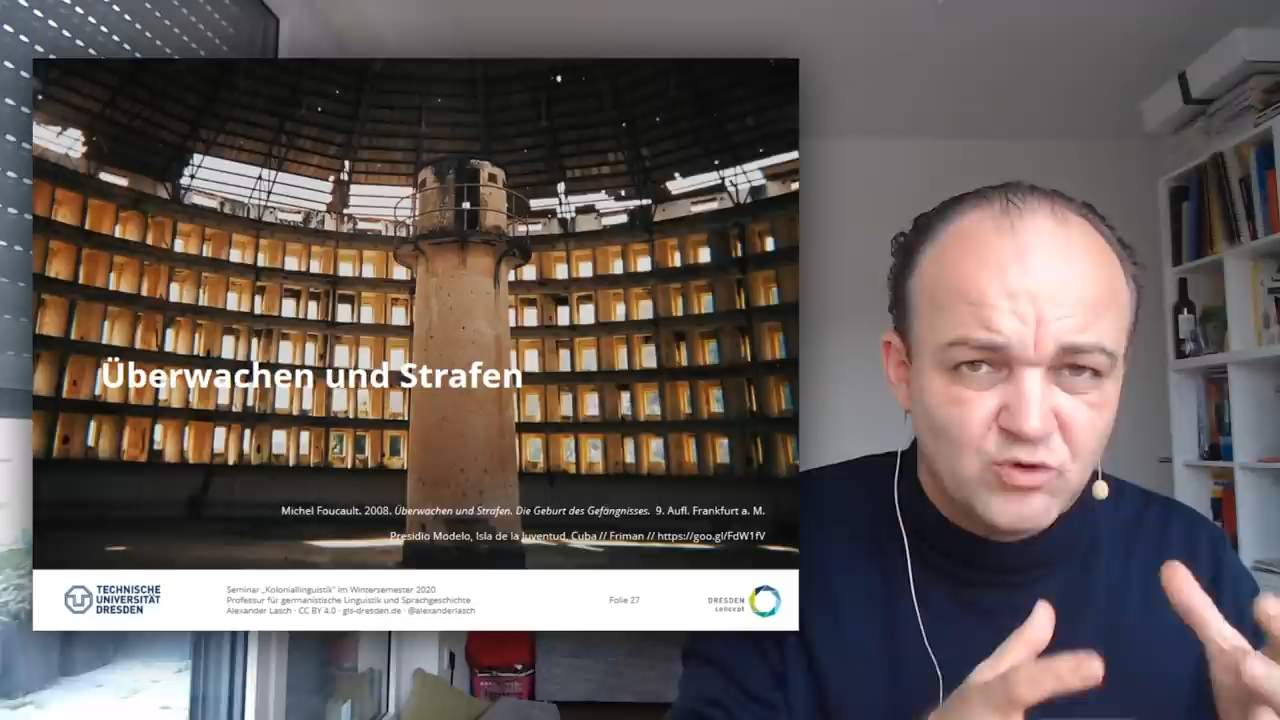 Überwachen und Strafen
Michel Foucault. 2008. Überwachen und Strafen. Die Geburt des Gefängnisses. 9. Aufl. Frankfurt a. M.
Presidio Modelo, Isla de la Juventud, Cuba // Friman // https://goo.gl/FdW1fV
TECHNISCHE
UNIVERSITÄT
DRESDEN
Seminar „Koloniallinguistik“ im Wintersemester 2020
Professur für germanistische Linguistik und Sprachgeschichte
Alexander Lasch · CC BY 4.0 · gls-dresden.de · @alexanderlasch
Folie 27
DRESDEN
concept